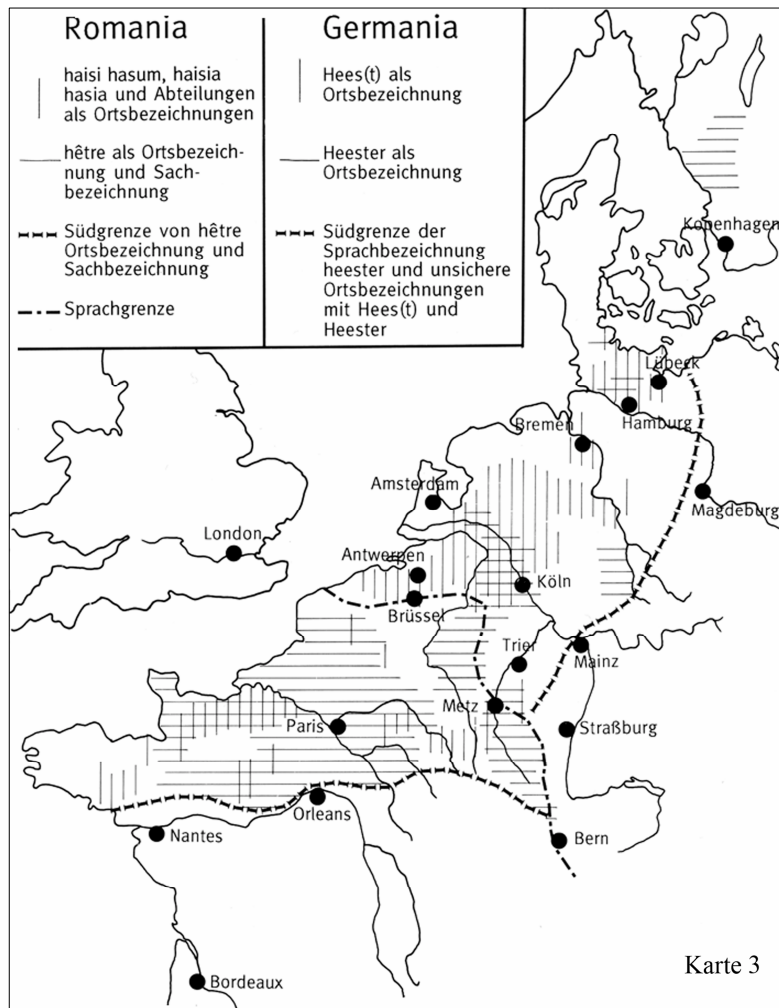 Romania
haisi hasum, haisia
hasia und Abteilungen
als Ortsbezeichnungen
hêtre als Ortsbezeich-
nung und Sach-
bezeichnung
Südgrenze von hêtre
Ortsbezeichnung und
Sachbezeichnung
Sprachgrenze
Germania
Hees(t) als
Ortsbezeichnung
Heester als
Ortsbezeichnung
Südgrenze der
Sprachbezeichnung
heester und unsichere
Ortsbezeichnungen
mit Hees(t) und
Heester
Kopenhagen
Lübeck
Hamburg
Bremen
Amsterdam
Magdeburg
London
Antwerpen
Köln
Brüssel
Trier
Mainz
Metz
Paris
Straßburg
Orleans
Nantes
Bern
Bordeaux
Karte 3